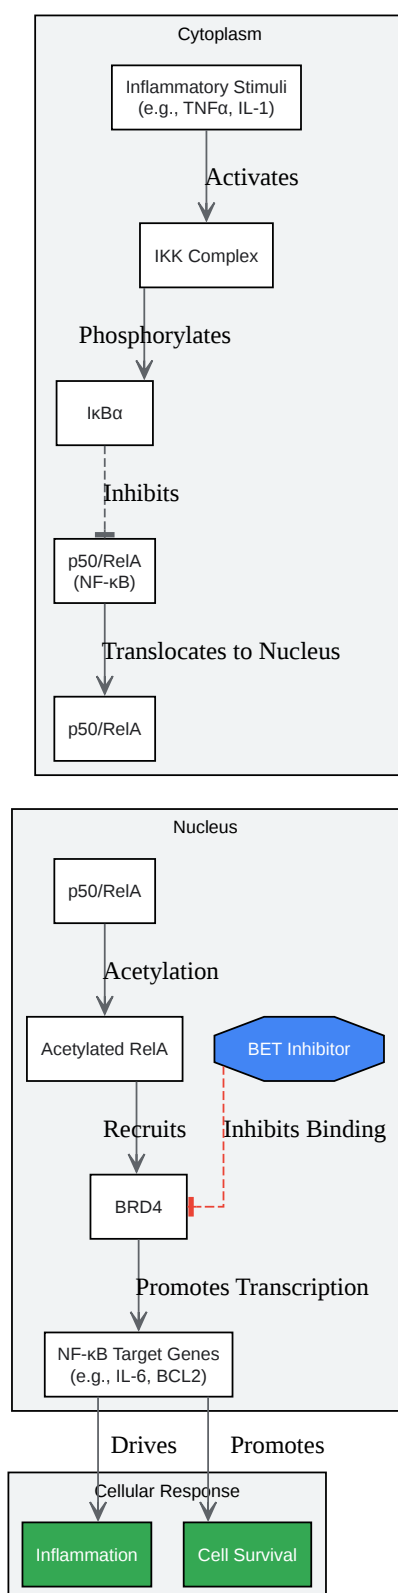 Cytoplasm
Inflammatory Stimuli
(e.g., TNFα, IL-1)
Activates
IKK Complex
Phosphorylates
IκBα
Inhibits
p50/RelA
(NF-κB)
Translocates to Nucleus
p50/RelA
Nucleus
p50/RelA
Acetylation
Acetylated RelA
BET Inhibitor
Recruits
Inhibits Binding
BRD4
Promotes Transcription
NF-κB Target Genes
(e.g., IL-6, BCL2)
Drives
Promotes
Cellular Response
Inflammation
Cell Survival